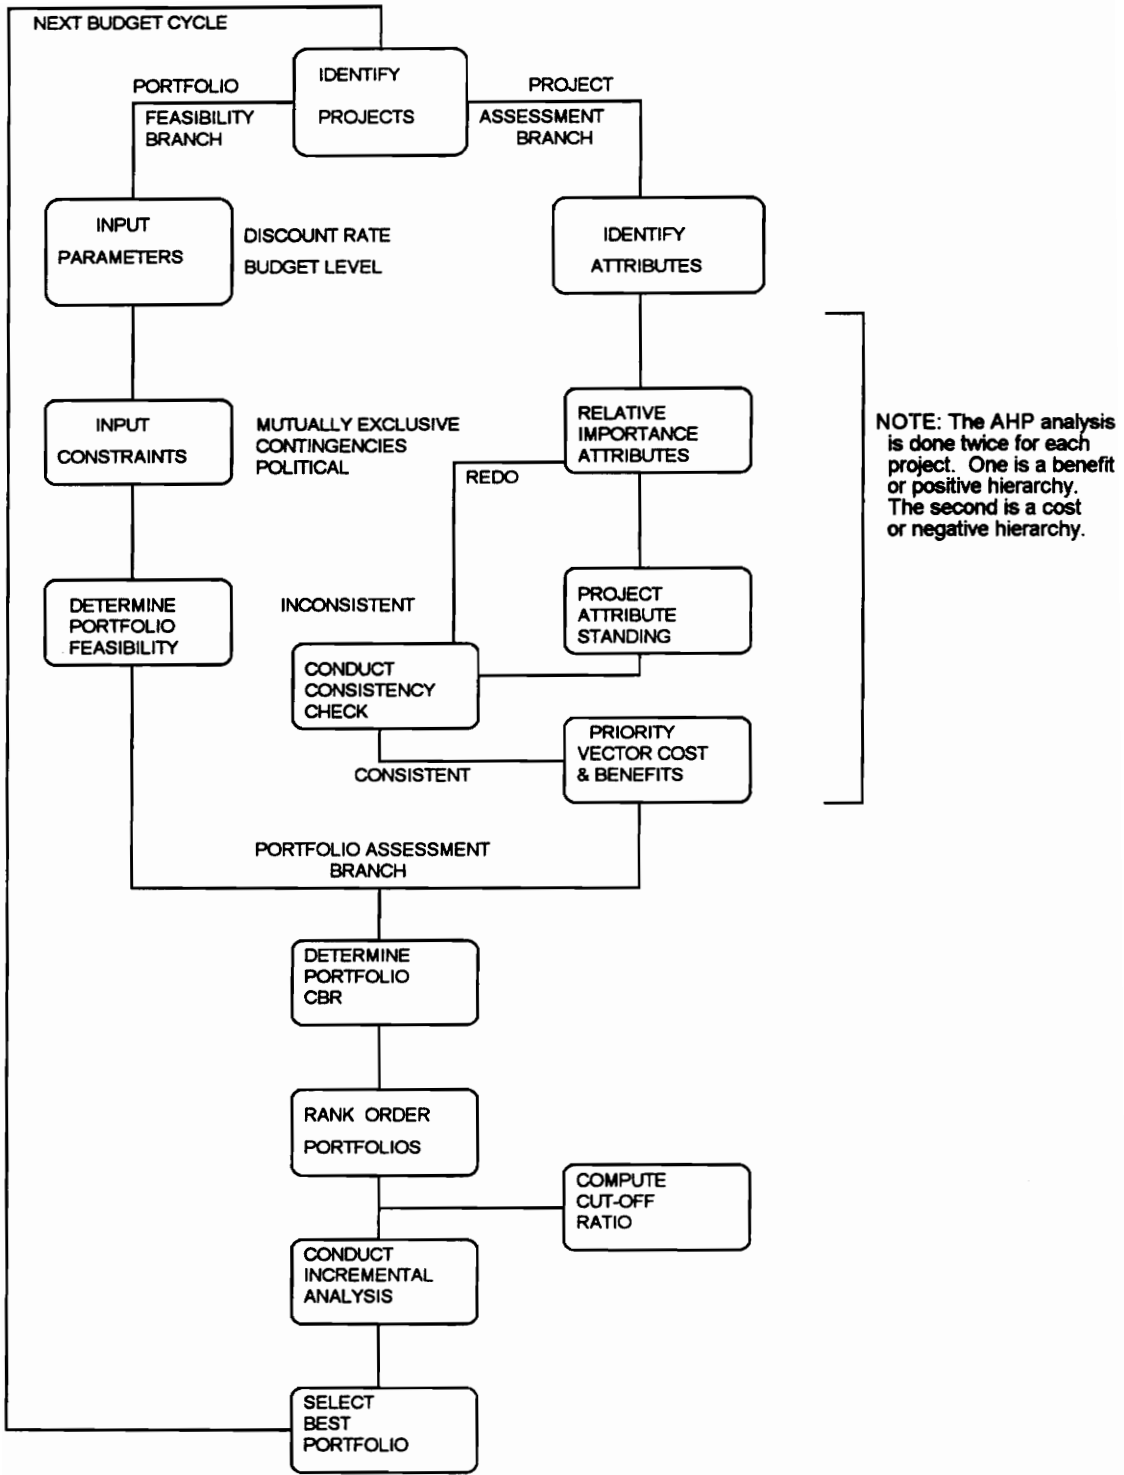 NEXT BUDGET CYCLE
IDENTIFY
PROJECTS
PORTFOLIO
FEASIBILITY
BRANCH
PROJECT
ASSESSMENT
BRANCH
INPUT
PARAMETERS
DISCOUNT RATE
BUDGET LEVEL
IDENTIFY
ATTRIBUTES
INPUT
CONSTRAINTS
MUTUALLY EXCLUSIVE
CONTINGENCIES
POLITICAL
RELATIVE
IMPORTANCE
ATTRIBUTES
REDO
NOTE: The AHP analysis
is done twice for each
project. One is a benefit
or positive hierarchy.
The second is a cost
or negative hierarchy.
DETERMINE
PORTFOLIO
FEASIBILITY
INCONSISTENT
PROJECT
ATTRIBUTE
STANDING
CONDUCT
CONSISTENCY
CHECK
PRIORITY
VECTOR COST
& BENEFITS
CONSISTENT
PORTFOLIO ASSESSMENT
BRANCH
DETERMINE
PORTFOLIO
CBR
RANK ORDER
PORTFOLIOS
COMPUTE
CUT-OFF
RATIO
CONDUCT
INCREMENTAL
ANALYSIS
SELECT
BEST
PORTFOLIO